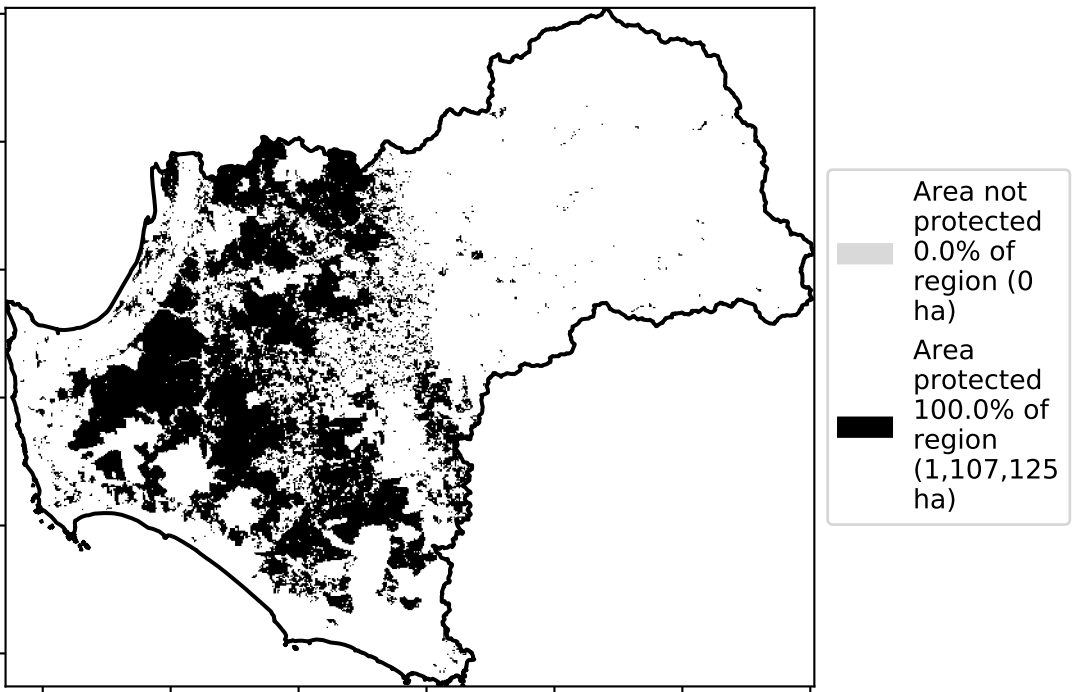 Area not
protected
0.0% of
region (0
ha)
Area
protected
100.0% of
region
(1,107,125
ha)